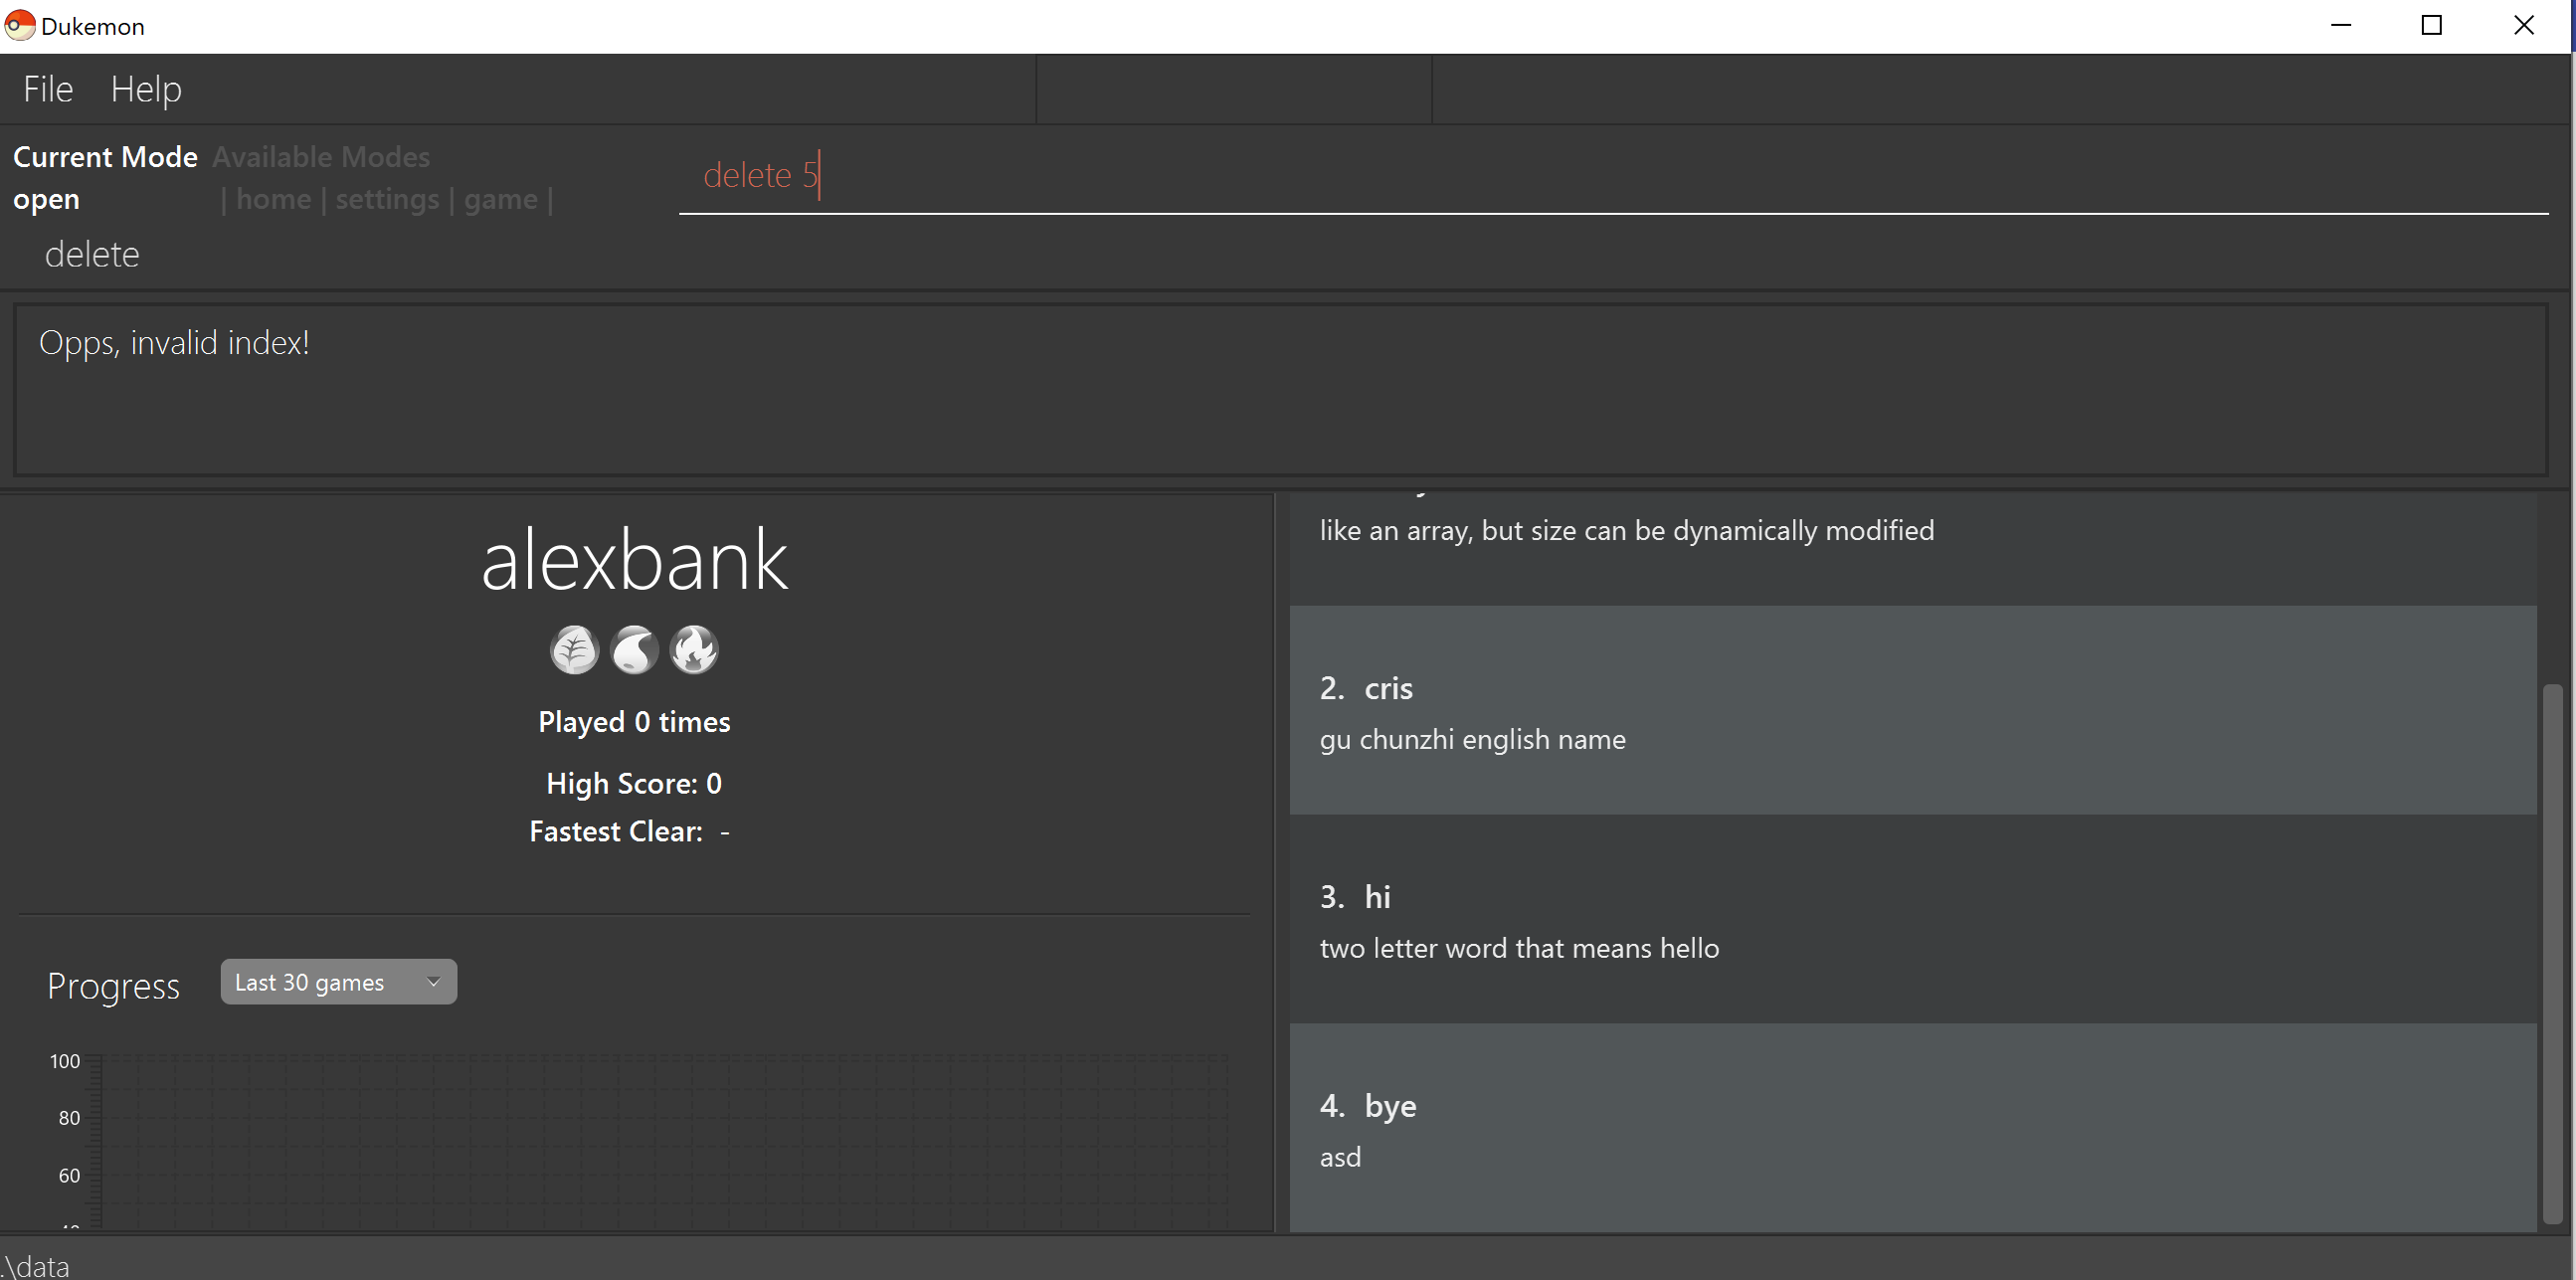 Dukemon
File Help
Current Mode Available Modes
open | home | settings | game |
delete 5
delete
Opps, invalid index!
alexbank
Played 0 times
High Score: 0
Fastest Clear: -
Progress
Last 30 games
100
80
60
like an array, but size can be dynamically modified
2. cris
gu chunzhi english name
3. hi
two letter word that means hello
4. bye
asd
.\data